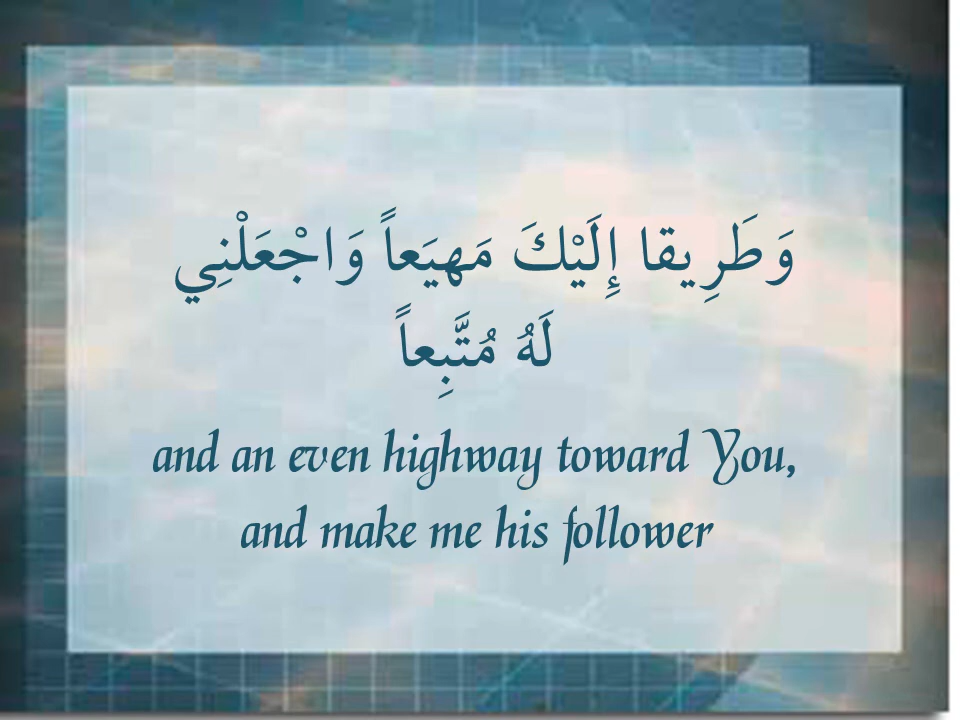 وَطَرِيقا إِلَيْكَ مَهيَعاً وَاجْعَلْنِي
لَهُ مُتَّبِعاً
and an even highway toward You,
and make me his follower